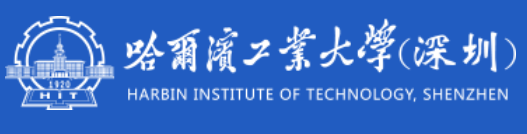 哈爾濱工業大學(深圳)
HARBIN INSTITUTE OF TECHNOLOGY, SHENZHEN
1920
HIT